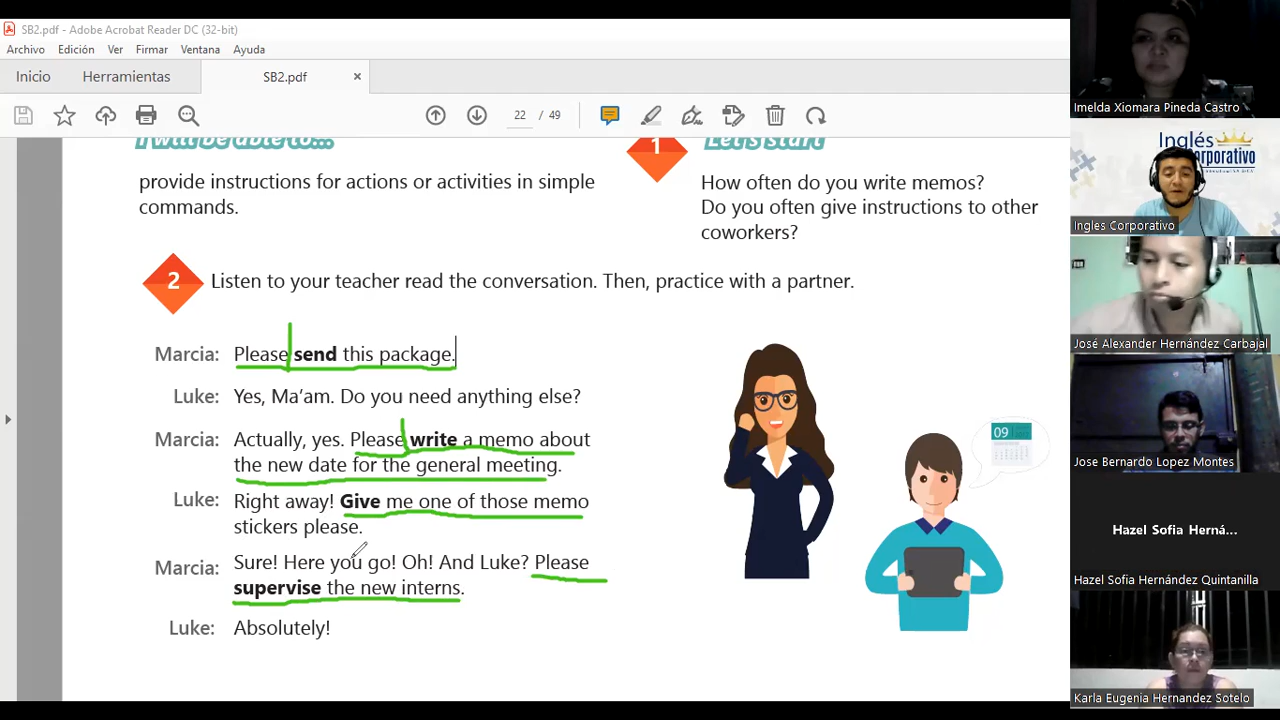 SB2.pdf - Adobe Acrobat Reader DC (32-bit)
Archivo Edición Ver Firmar Ventana Ayuda
Inicio Herramientas SB2.pdf ×
22 / 49
I will be able to...
provide instructions for actions or activities in simple
commands.
1 Let's start
How often do you write memos?
Do you often give instructions to other
coworkers?
2 Listen to your teacher read the conversation. Then, practice with a partner.
Marcia: Please send this package.
Luke: Yes, Ma'am. Do you need anything else?
Marcia: Actually, yes. Please write a memo about
the new date for the general meeting.
Luke: Right away! Give me one of those memo
stickers please.
Marcia: Sure! Here you go! Oh! And Luke? Please
supervise the new interns.
Luke: Absolutely!
09
Imelda Xiomara Pineda Castro
Inglés
Corporativo
Ingles Corporativo
José Alexander Hernández Carbajal
Jose Bernardo Lopez Montes
Hazel Sofia Herná...
Hazel Sofia Hernández Quintanilla
Karla Eugenia Hernandez Sotelo